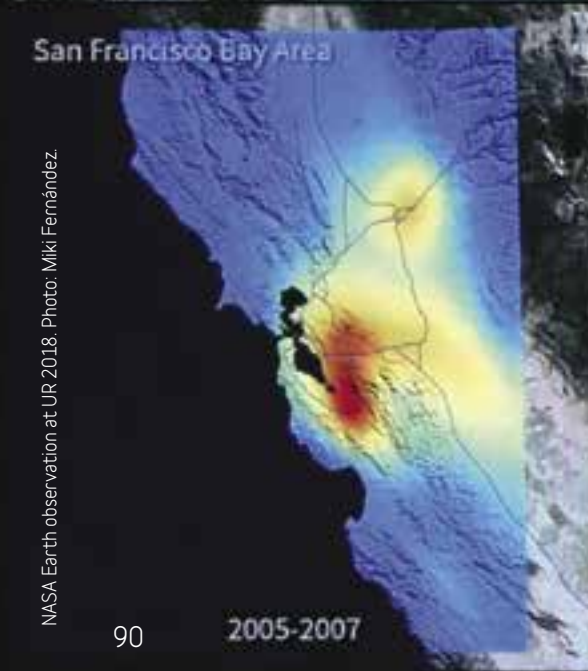 San Francisco Bay Area
NASA Earth observation at UR 2018. Photo: Miki Fernández.
90
2005-2007